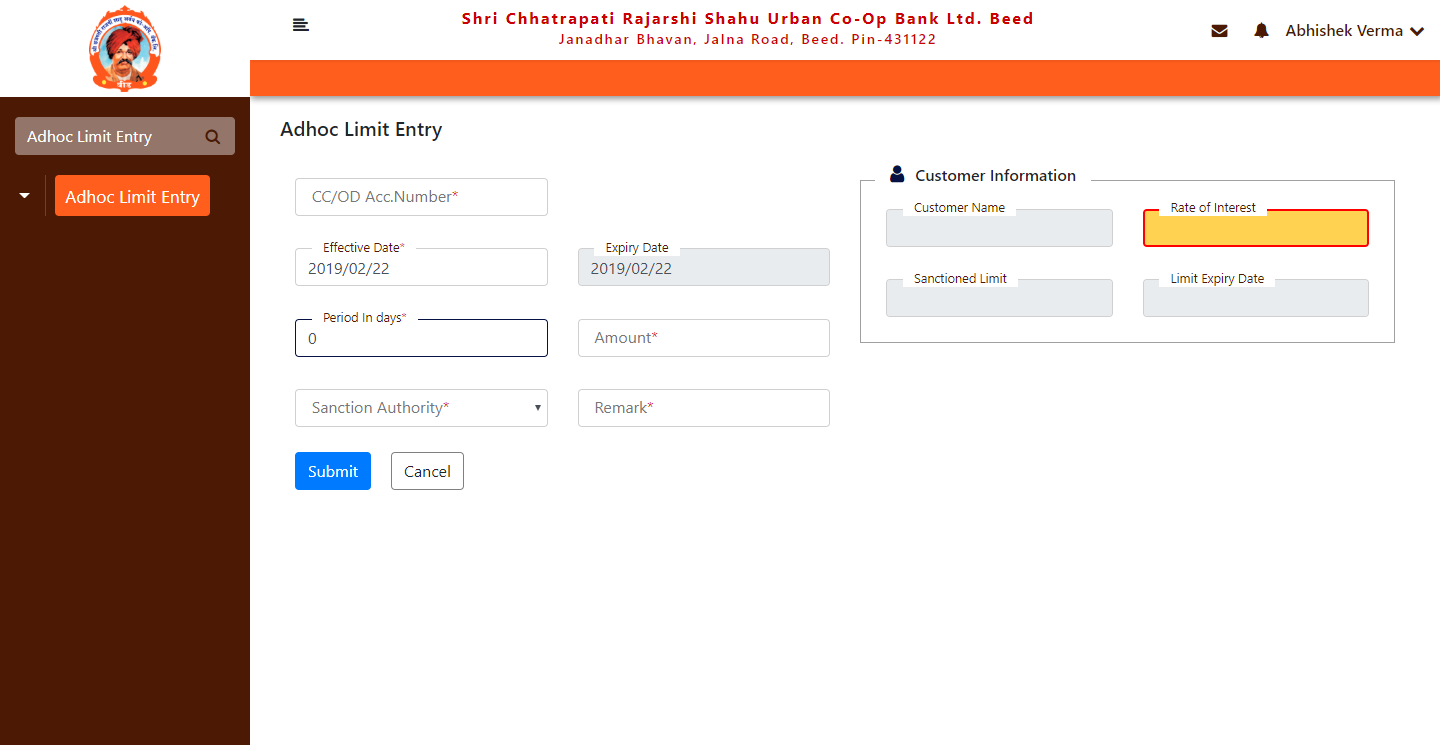 Shri Chhatrapati Rajarshi Shahu Urban Co-Op Bank Ltd. Beed
Janadhar Bhavan, Jalna Road, Beed. Pin-431122
Abhishek Verma
बीड
Adhoc Limit Entry
Adhoc Limit Entry
Adhoc Limit Entry
CC/OD Acc.Number*
Effective Date*
2019/02/22
Expiry Date
2019/02/22
Period In days*
0
Amount*
Sanction Authority*
Remark*
Submit
Cancel
Customer Information
Customer Name
Rate of Interest
Sanctioned Limit
Limit Expiry Date